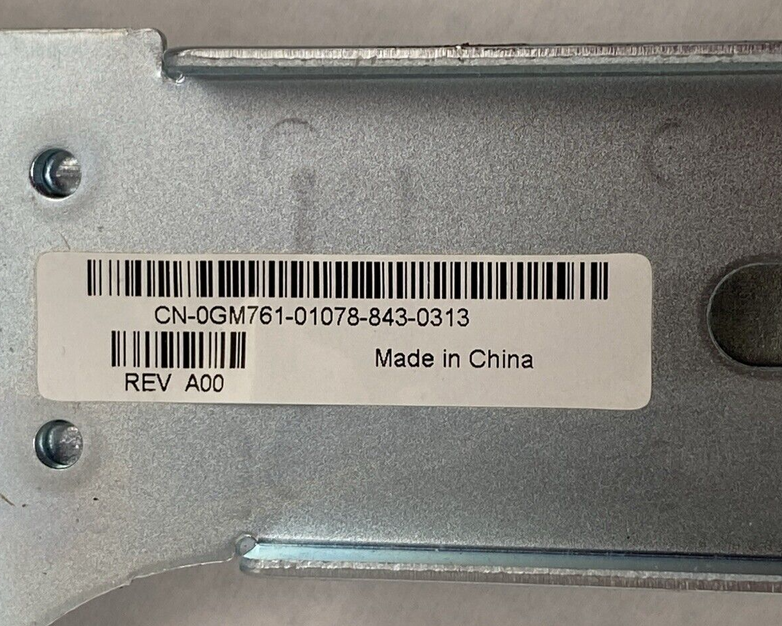 CN-0GM761-01078-843-0313
Made in China
REV A00